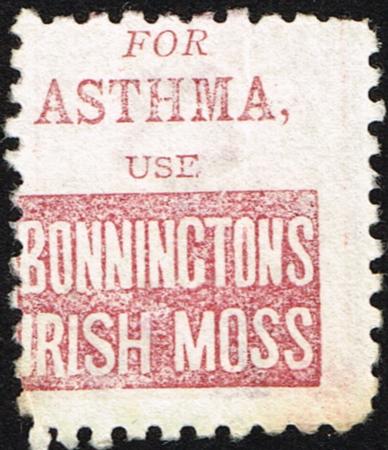 FOR
ASTHMA,
USE
BONNINGTONS
IRISH MOSS